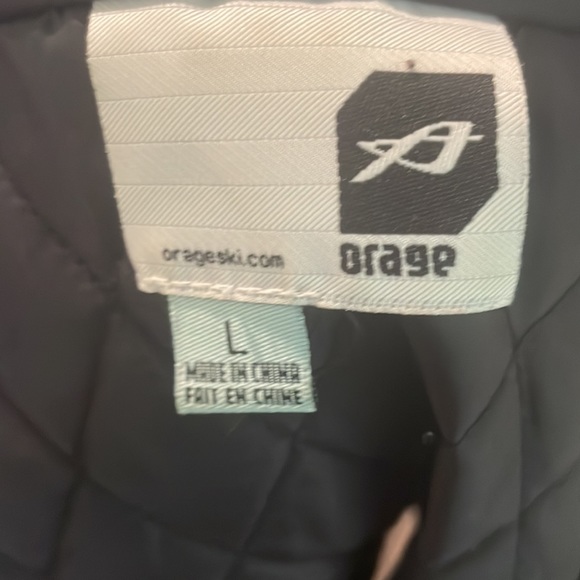 orageski.com
orage
L
MADE IN CHINA
FAIT EN CHINE